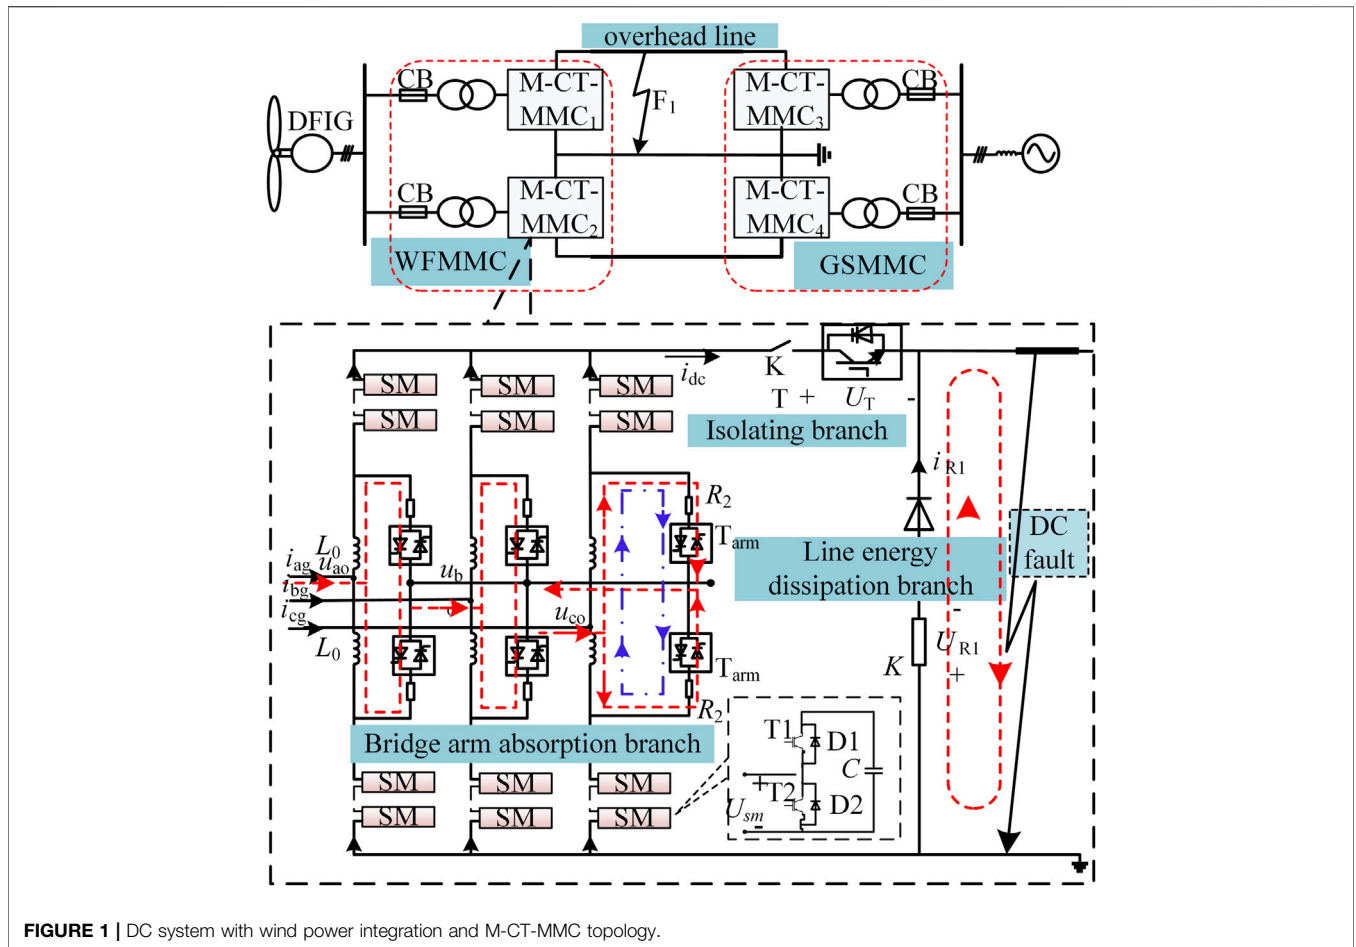 overhead line
CB
M-CT-
MMC1
F1
M-CT-
MMC3
CB
DFIG
CB
M-CT-
MMC2
M-CT-
MMC4
CB
WFMMC
GSMMC
K
idc
T + UT -
SM
SM
SM
SM
SM
SM
Isolating branch
iR1
R2
Tarm
DC
fault
Line energy
dissipation branch
L0
iag
uao
ub
ibg
icg
uco
L0
K
-
UR1
+
Tarm
R2
Bridge arm absorption branch
T1
D1
C
+
T2
D2
Usm
-
SM
SM
SM
SM
SM
SM
FIGURE 1 | DC system with wind power integration and M-CT-MMC topology.